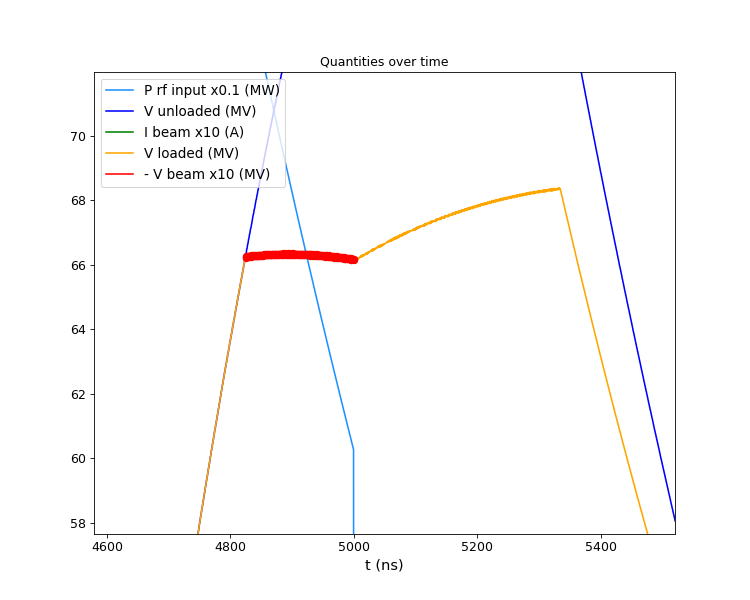 Quantities over time
P rf input x0.1 (MW)
V unloaded (MV)
I beam x10 (A)
V loaded (MV)
- V beam x10 (MV)
70
68
66
64
62
60
58
4600 4800 5000 5200 5400
t (ns)